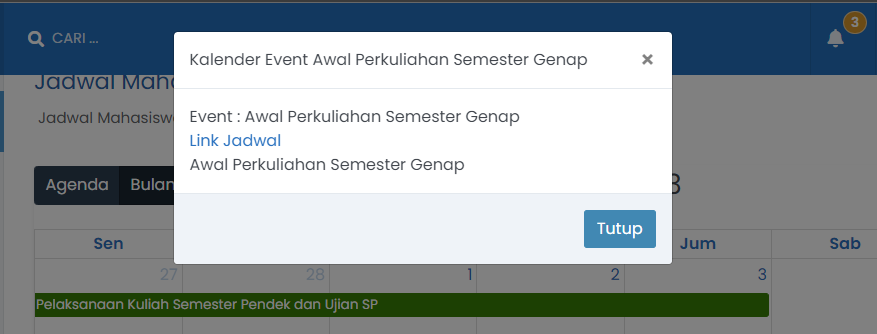 CARI ...
3
Kalender Event Awal Perkuliahan Semester Genap ×
Jadwal Mah
Jadwal Mahasisw
Event : Awal Perkuliahan Semester Genap
Link Jadwal
Awal Perkuliahan Semester Genap
Agenda Bulan
Tutup
Sen Jum Sab
27 28 1 2 3
Pelaksanaan Kuliah Semester Pendek dan Ujian SP